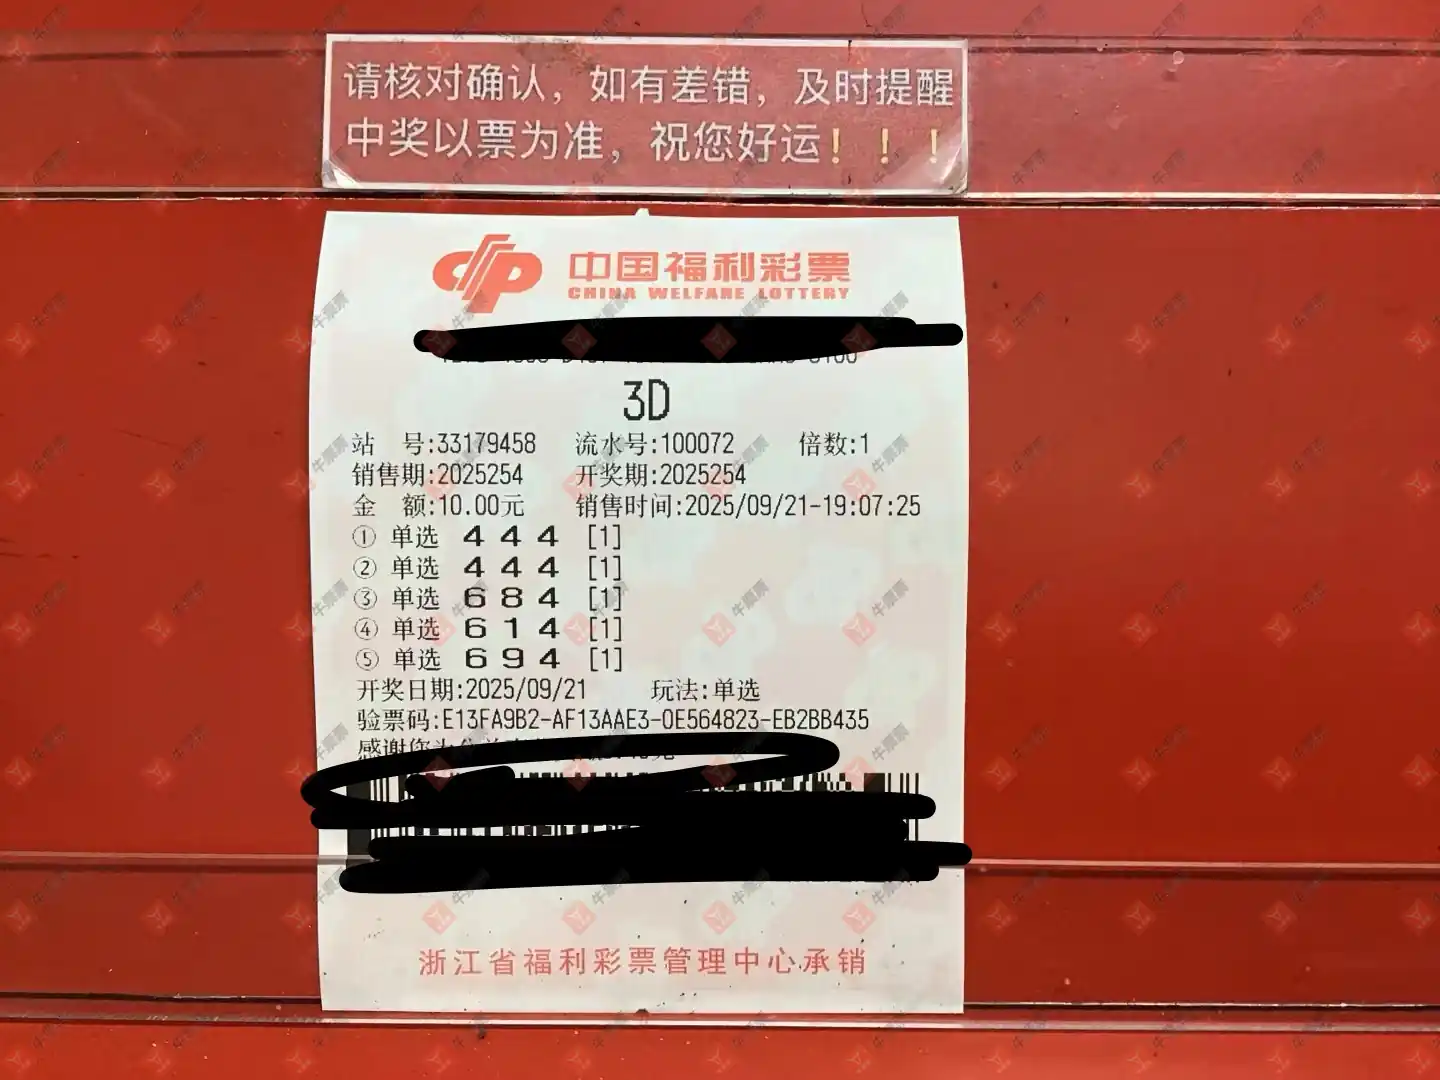 请核对确认，如有差错，及时提醒
中奖以票为准，祝您好运！！！
中国福利彩票
CHINA WELFARE LOTTERY
3D
站 号:33179458 流水号:100072 倍数:1
销售期:2025254 开奖期:2025254
金 额:10.00元 销售时间:2025/09/21-19:07:25
① 单选 4 4 4 [1]
② 单选 4 4 4 [1]
③ 单选 6 8 4 [1]
④ 单选 6 1 4 [1]
⑤ 单选 6 9 4 [1]
开奖日期:2025/09/21 玩法:单选
验票码:E13FA9B2-AF13AAE3-0E564823-EB2BB435
感谢您为
浙江省福利彩票管理中心承销
牛票票